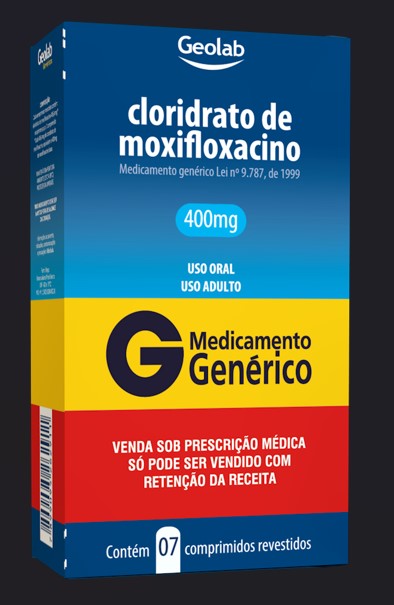 Geolab
cloridrato de
moxifloxacino
Medicamento genérico Lei nº 9.787, de 1999
400mg
USO ORAL
USO ADULTO
G Medicamento
Genérico
VENDA SOB PRESCRIÇÃO MÉDICA
SÓ PODE SER VENDIDO COM
RETENÇÃO DA RECEITA
Contém 07 comprimidos revestidos
Geolab